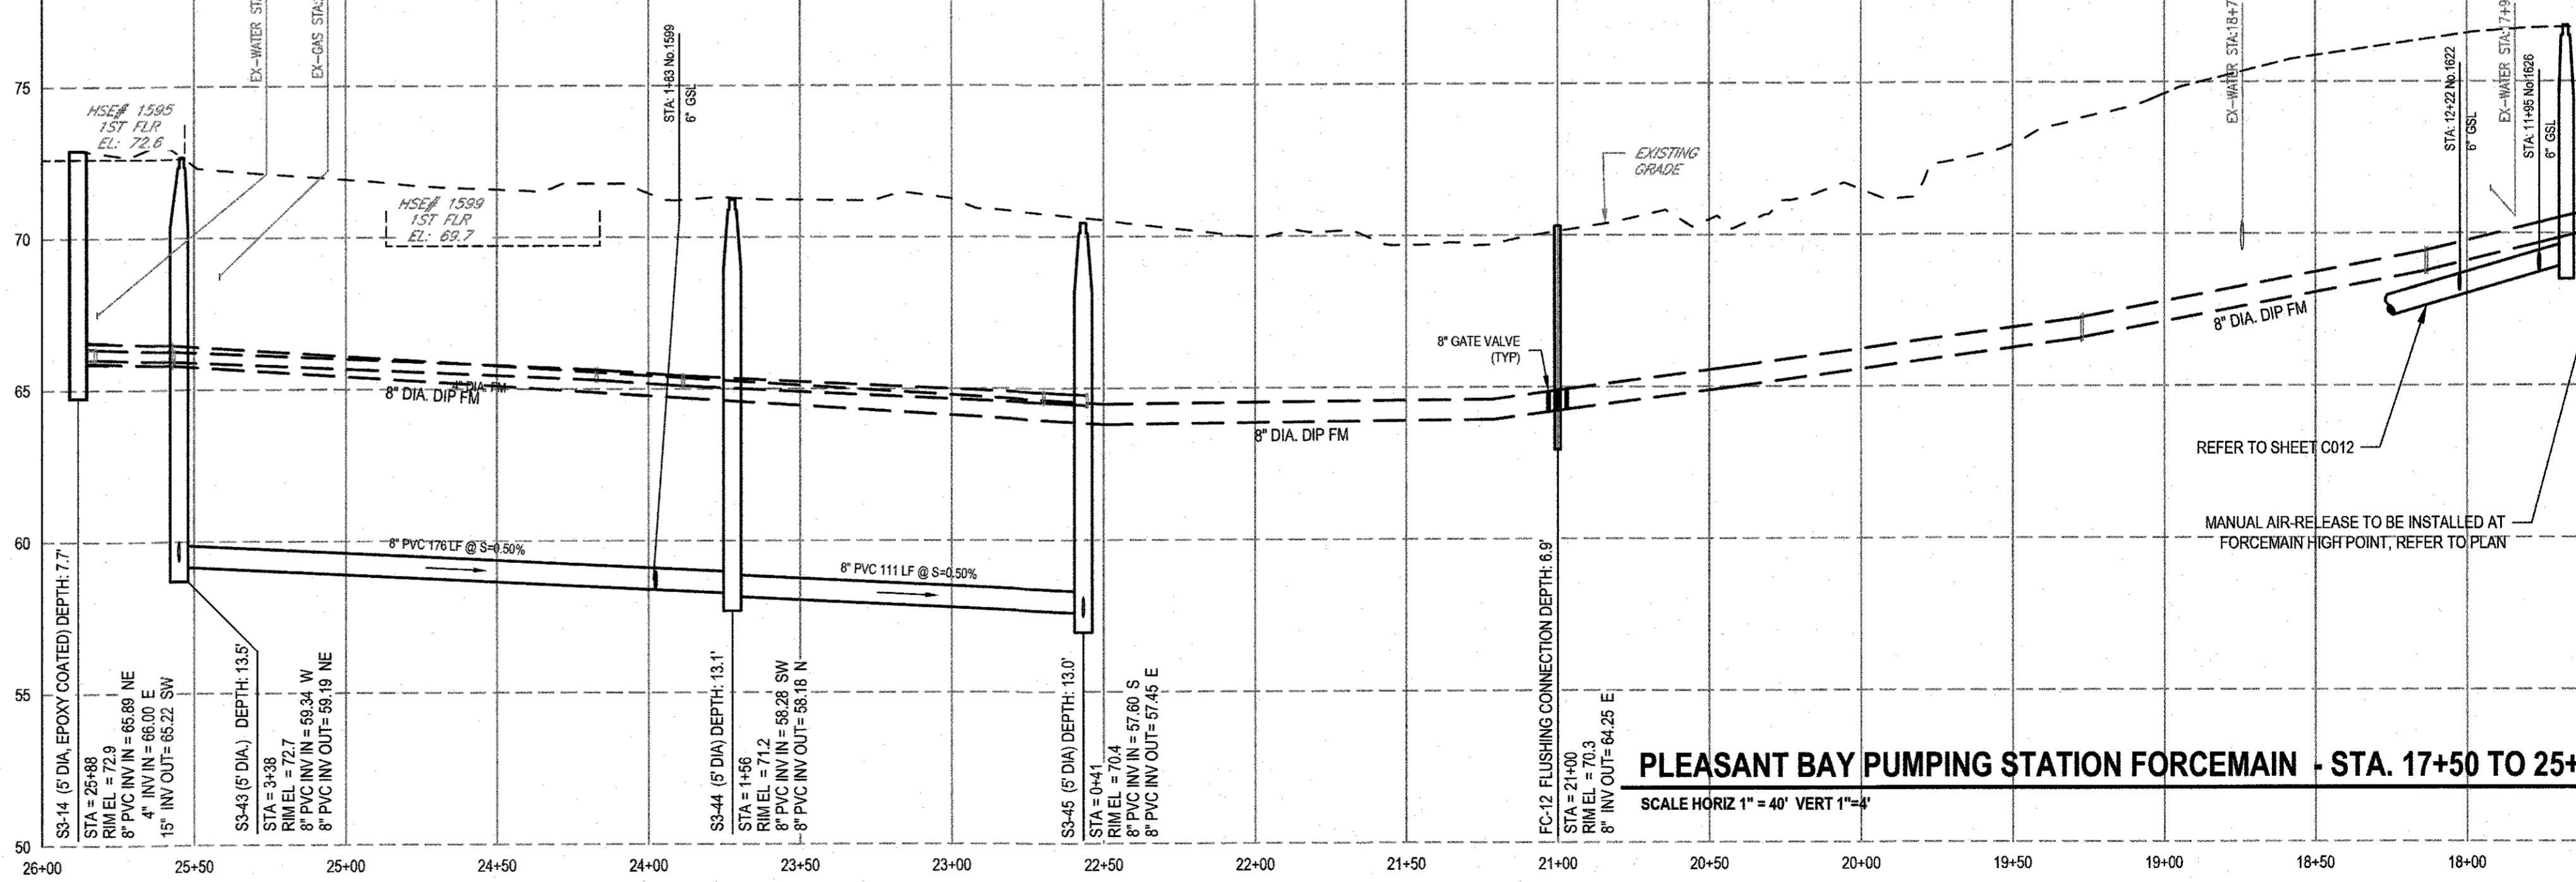 EX-WATER
EX-GAS STA:
STA: 1+83 No.1599
6" GSL
EX-WATER STA:18+7
STA: 12+22 No.1622
6" GSL
EX-WATER STA:17+9
STA: 11+95 No.1626
6" GSL
75
HSE# 1595
1ST FLR
EL: 72.6
70
HSE# 1599
1ST FLR
EL: 69.7
EXISTING
GRADE
65
8" DIA. DIP FM
4" DIA. FM
8" GATE VALVE
(TYP)
8" DIA. DIP FM
8" DIA. DIP FM
REFER TO SHEET C012
MANUAL AIR-RELEASE TO BE INSTALLED AT
FORCEMAIN HIGH POINT, REFER TO PLAN
60
8" PVC 176 LF @ S=0.50%
8" PVC 111 LF @ S=0.50%
55
50
S3-14 (5' DIA, EPOXY COATED) DEPTH: 7.7'
STA = 25+88
RIM EL = 72.9
8" PVC INV IN = 65.89 NE
4" INV IN = 66.00 E
15" INV OUT= 65.22 SW
S3-43 (5' DIA.) DEPTH: 13.5'
STA = 3+38
RIM EL = 72.7
8" PVC INV IN = 59.34 W
8" PVC INV OUT= 59.19 NE
S3-44 (5' DIA) DEPTH: 13.1'
STA = 1+56
RIM EL = 71.2
8" PVC INV IN = 58.28 SW
8" PVC INV OUT= 58.18 N
S3-45 (5' DIA) DEPTH: 13.0'
STA = 0+41
RIM EL = 70.4
8" PVC INV IN = 57.60 S
8" PVC INV OUT= 57.45 E
FC-12 FLUSHING CONNECTION DEPTH: 6.9'
STA = 21+00
RIM EL = 70.3
8" INV OUT= 64.25 E
PLEASANT BAY PUMPING STATION FORCEMAIN - STA. 17+50 TO 25+
SCALE HORIZ 1" = 40' VERT 1"=4'
26+00 25+50 25+00 24+50 24+00 23+50 23+00 22+50 22+00 21+50 21+00 20+50 20+00 19+50 19+00 18+50 18+00